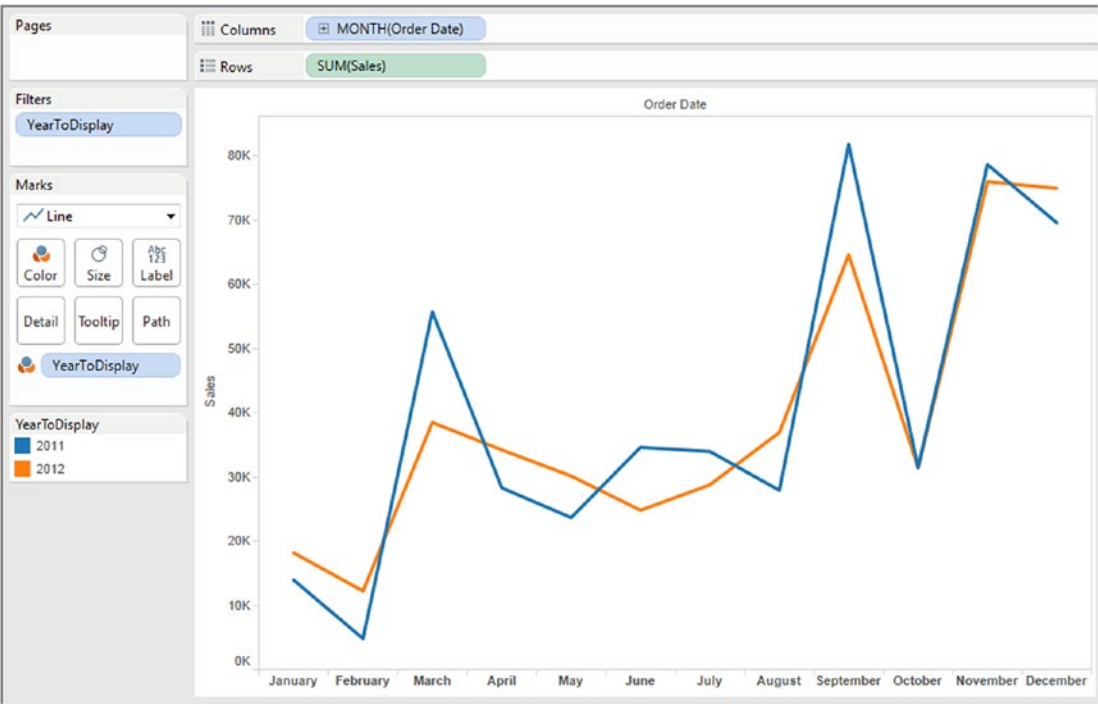 Pages
Columns
MONTH(Order Date)
Rows
SUM(Sales)
Filters
YearToDisplay
Marks
Line
Color
Size
Abc
123
Label
Detail
Tooltip
Path
YearToDisplay
YearToDisplay
2011
2012
Order Date
Sales
80K
70K
60K
50K
40K
30K
20K
10K
0K
January February March April May June July August September October November December